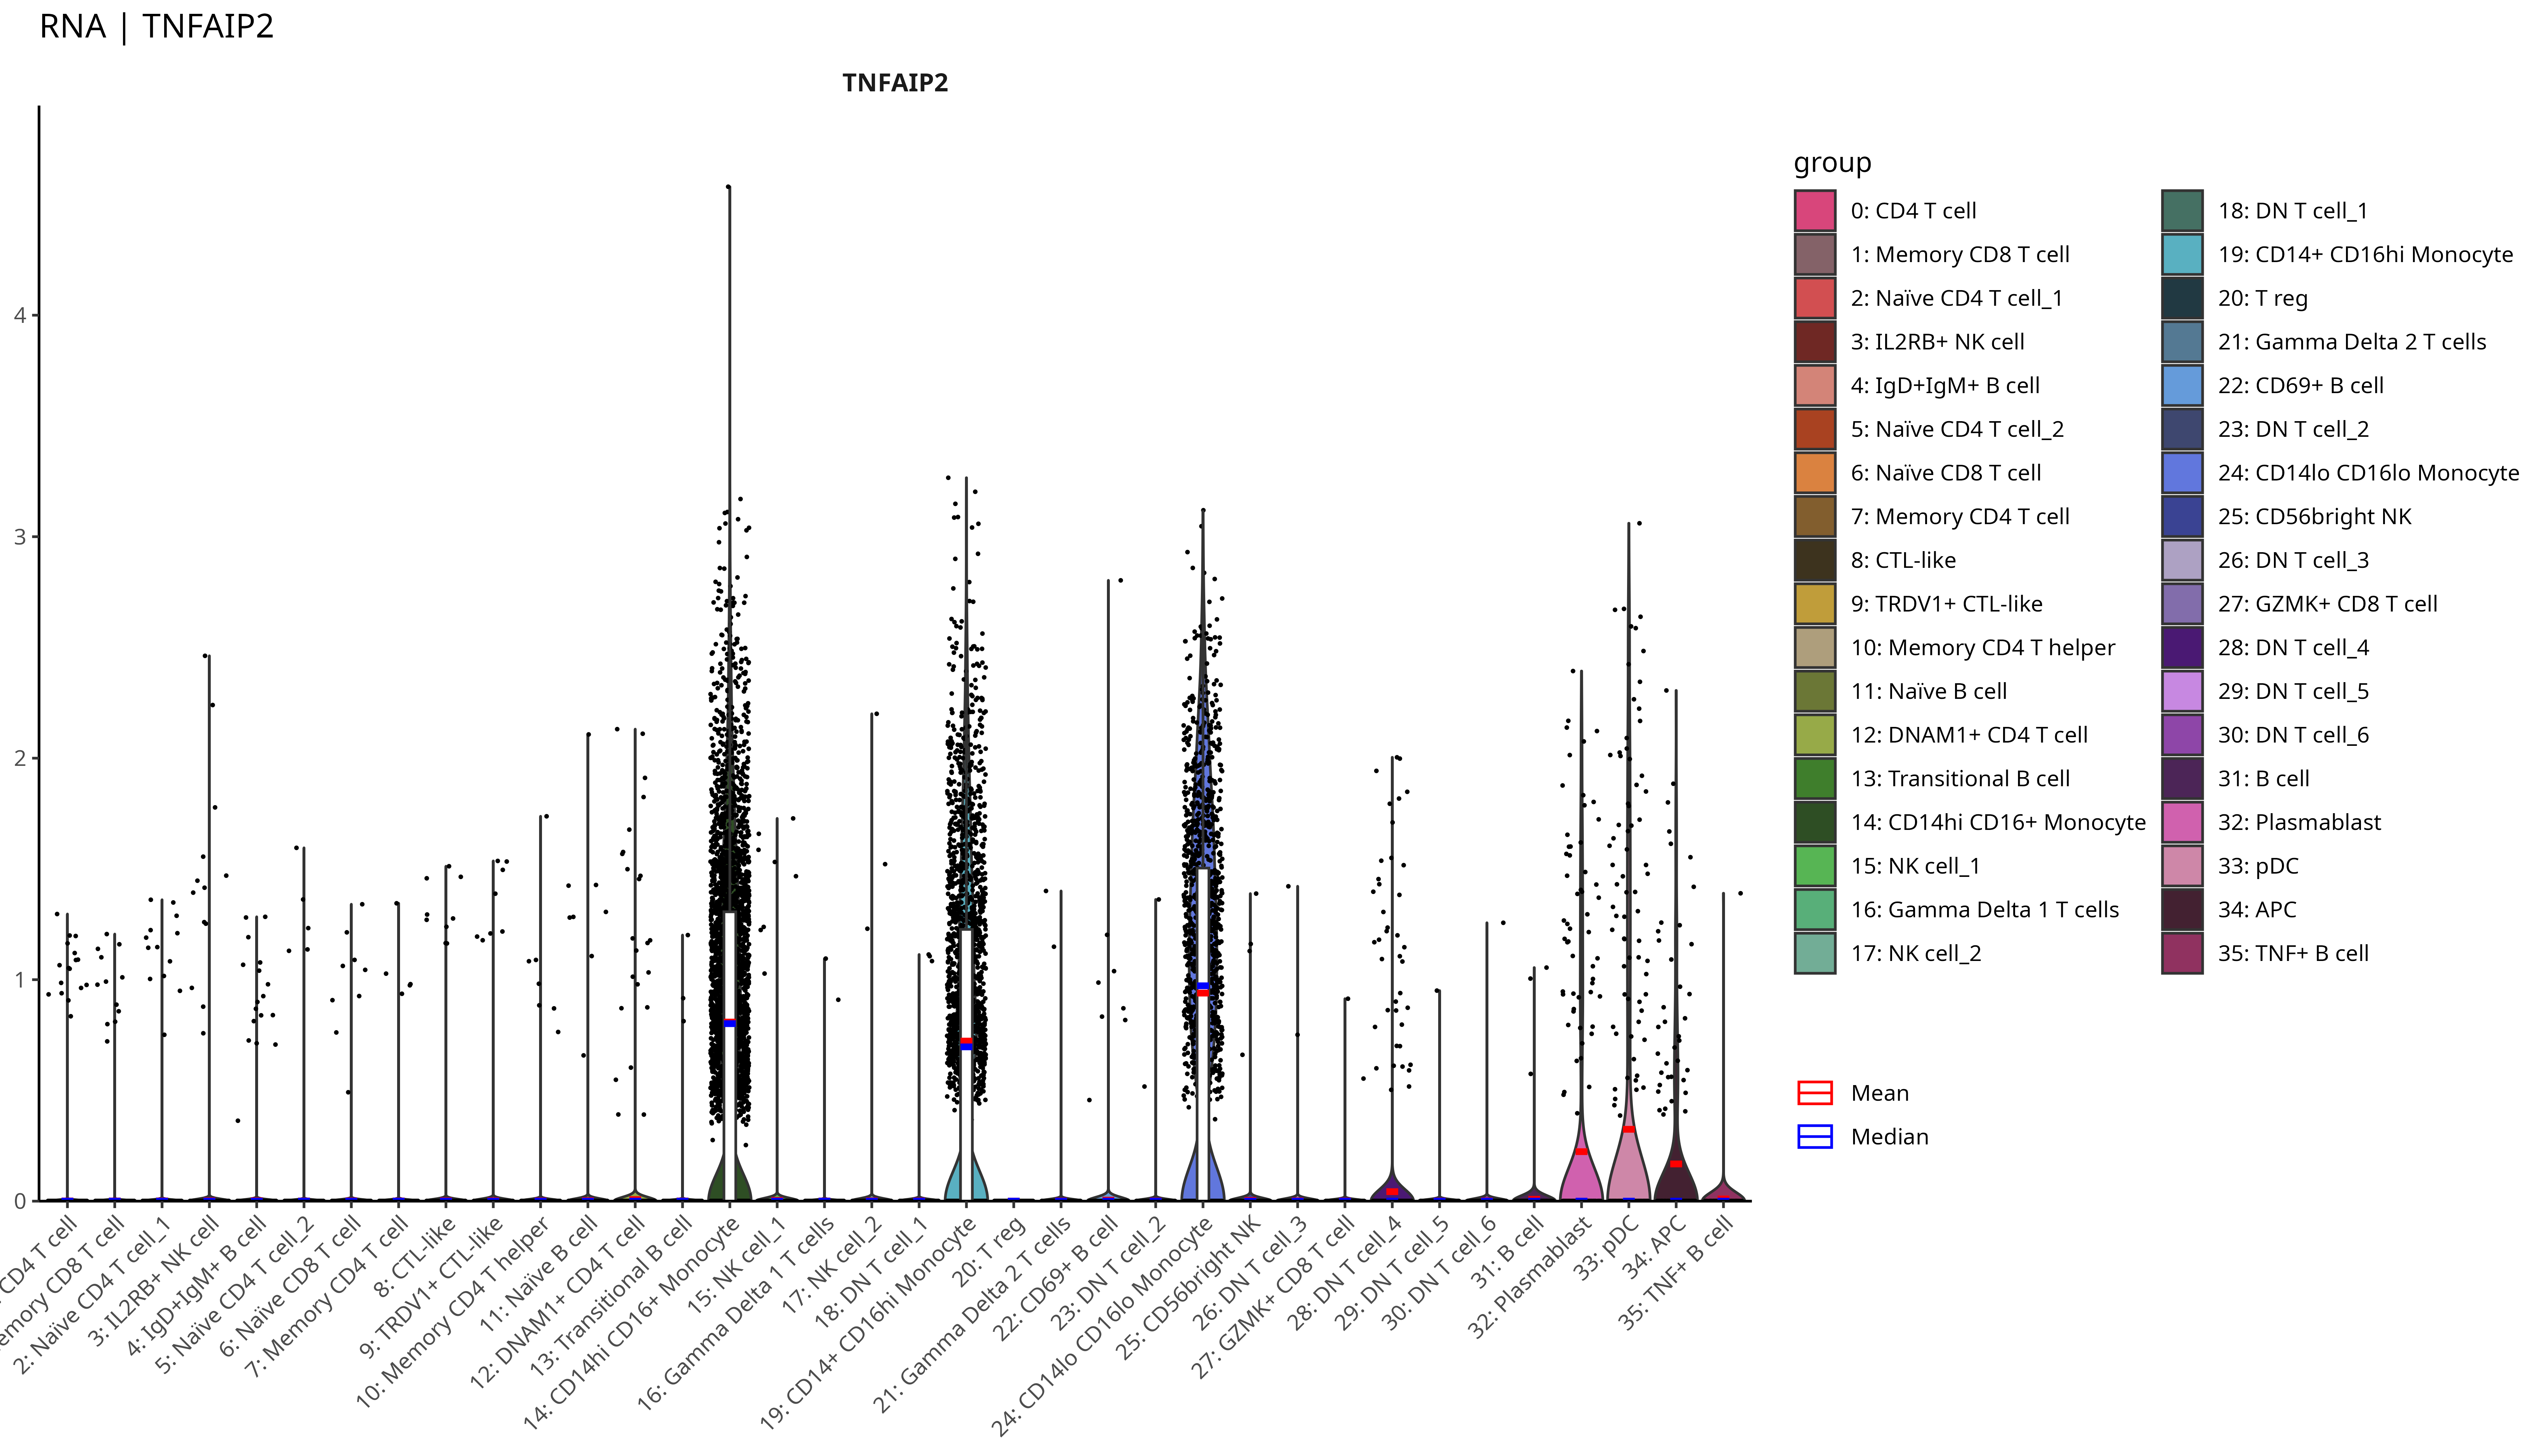 RNA | TNFAIP2
TNFAIP2
4
3
2
1
0
CD4 T cell
Memory CD8 T cell
2: Naïve CD4 T cell_1
3: IL2RB+ NK cell
4: IgD+IgM+ B cell
5: Naïve CD4 T cell_2
6: Naïve CD8 T cell
7: Memory CD4 T cell
8: CTL-like
9: TRDV1+ CTL-like
10: Memory CD4 T helper
11: Naïve B cell
12: DNAM1+ CD4 T cell
13: Transitional B cell
14: CD14hi CD16+ Monocyte
15: NK cell_1
16: Gamma Delta 1 T cells
17: NK cell_2
18: DN T cell_1
19: CD14+ CD16hi Monocyte
20: T reg
21: Gamma Delta 2 T cells
22: CD69+ B cell
23: DN T cell_2
24: CD14lo CD16lo Monocyte
25: CD56bright NK
26: DN T cell_3
27: GZMK+ CD8 T cell
28: DN T cell_4
29: DN T cell_5
30: DN T cell_6
31: B cell
32: Plasmablast
33: pDC
34: APC
35: TNF+ B cell
group
0: CD4 T cell
1: Memory CD8 T cell
2: Naïve CD4 T cell_1
3: IL2RB+ NK cell
4: IgD+IgM+ B cell
5: Naïve CD4 T cell_2
6: Naïve CD8 T cell
7: Memory CD4 T cell
8: CTL-like
9: TRDV1+ CTL-like
10: Memory CD4 T helper
11: Naïve B cell
12: DNAM1+ CD4 T cell
13: Transitional B cell
14: CD14hi CD16+ Monocyte
15: NK cell_1
16: Gamma Delta 1 T cells
17: NK cell_2
18: DN T cell_1
19: CD14+ CD16hi Monocyte
20: T reg
21: Gamma Delta 2 T cells
22: CD69+ B cell
23: DN T cell_2
24: CD14lo CD16lo Monocyte
25: CD56bright NK
26: DN T cell_3
27: GZMK+ CD8 T cell
28: DN T cell_4
29: DN T cell_5
30: DN T cell_6
31: B cell
32: Plasmablast
33: pDC
34: APC
35: TNF+ B cell
Mean
Median